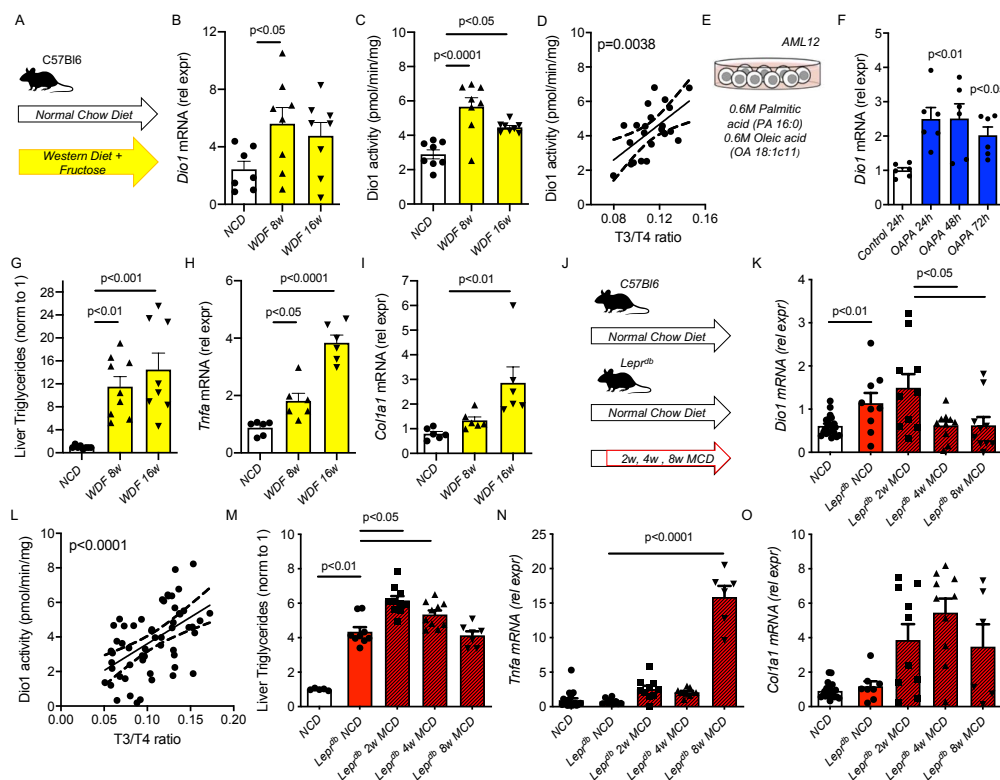 A
C57Bl6
Normal Chow Diet
Western Diet +
Fructose
B
p<0.05
Dio1 mRNA (rel expr)
8
6
4
2
0
NCD
WDF 8w
WDF 16w
C
p<0.05
p<0.0001
Dio1 activity (pmol/min/mg)
10
8
6
4
2
0
NCD
WDF 8w
WDF 16w
D
p=0.0038
Dio1 activity (pmol/min/mg)
8
6
4
2
0
0.08
0.12
0.16
T3/T4 ratio
E
AML12
0.6M Palmitic
acid (PA 16:0)
0.6M Oleic acid
(OA 18:1c11)
F
p<0.01
p<0.0
Dio1 mRNA (rel expr)
5
4
3
2
1
0
Control 24h
OAPA 24h
OAPA 48h
OAPA 72h
G
p<0.001
p<0.01
Liver Triglycerides (norm to 1)
28
24
20
16
12
8
4
0
NCD
WDF 8w
WDF 16w
H
p<0.0001
p<0.05
Tnfa mRNA (rel expr)
6
4
2
0
NCD
WDF 8w
WDF 16w
I
p<0.01
Col1a1 mRNA (rel expr)
7
6
5
4
3
2
1
0
NCD
WDF 8w
WDF 16w
J
C57Bl6
Normal Chow Diet
Leprdb
Normal Chow Diet
2w, 4w , 8w MCD
K
p<0.05
p<0.01
Dio1 mRNA (rel expr)
4
3
2
1
0
NCD
Leprdb NCD
Leprdb 2w MCD
Leprdb 4w MCD
Leprdb 8w MCD
L
p<0.0001
Dio1 activity (pmol/min/mg)
10
8
6
4
2
0
0.00
0.05
0.10
0.15
0.20
T3/T4 ratio
M
p<0.05
p<0.01
Liver Triglycerides (norm to 1)
10
8
6
4
2
0
NCD
Leprdb NCD
Leprdb 2w MCD
Leprdb 4w MCD
Leprdb 8w MCD
N
p<0.0001
Tnfa mRNA (rel expr)
25
20
15
10
5
0
NCD
Leprdb NCD
Leprdb 2w MCD
Leprdb 4w MCD
Leprdb 8w MCD
O
Col1a1 mRNA (rel expr)
10
8
6
4
2
0
NCD
Leprdb NCD
Leprdb 2w MCD
Leprdb 4w MCD
Leprdb 8w MCD